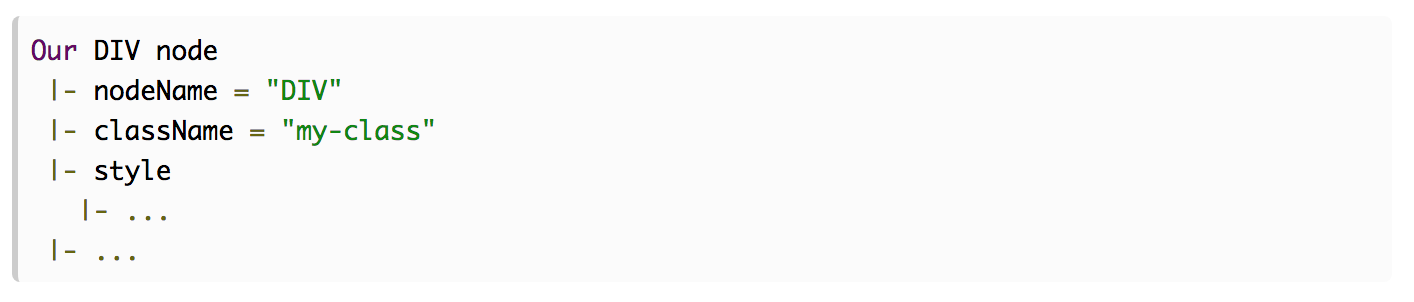 Our DIV node
 |- nodeName = "DIV"
 |- className = "my-class"
 |- style
   |- ...
 |- ...